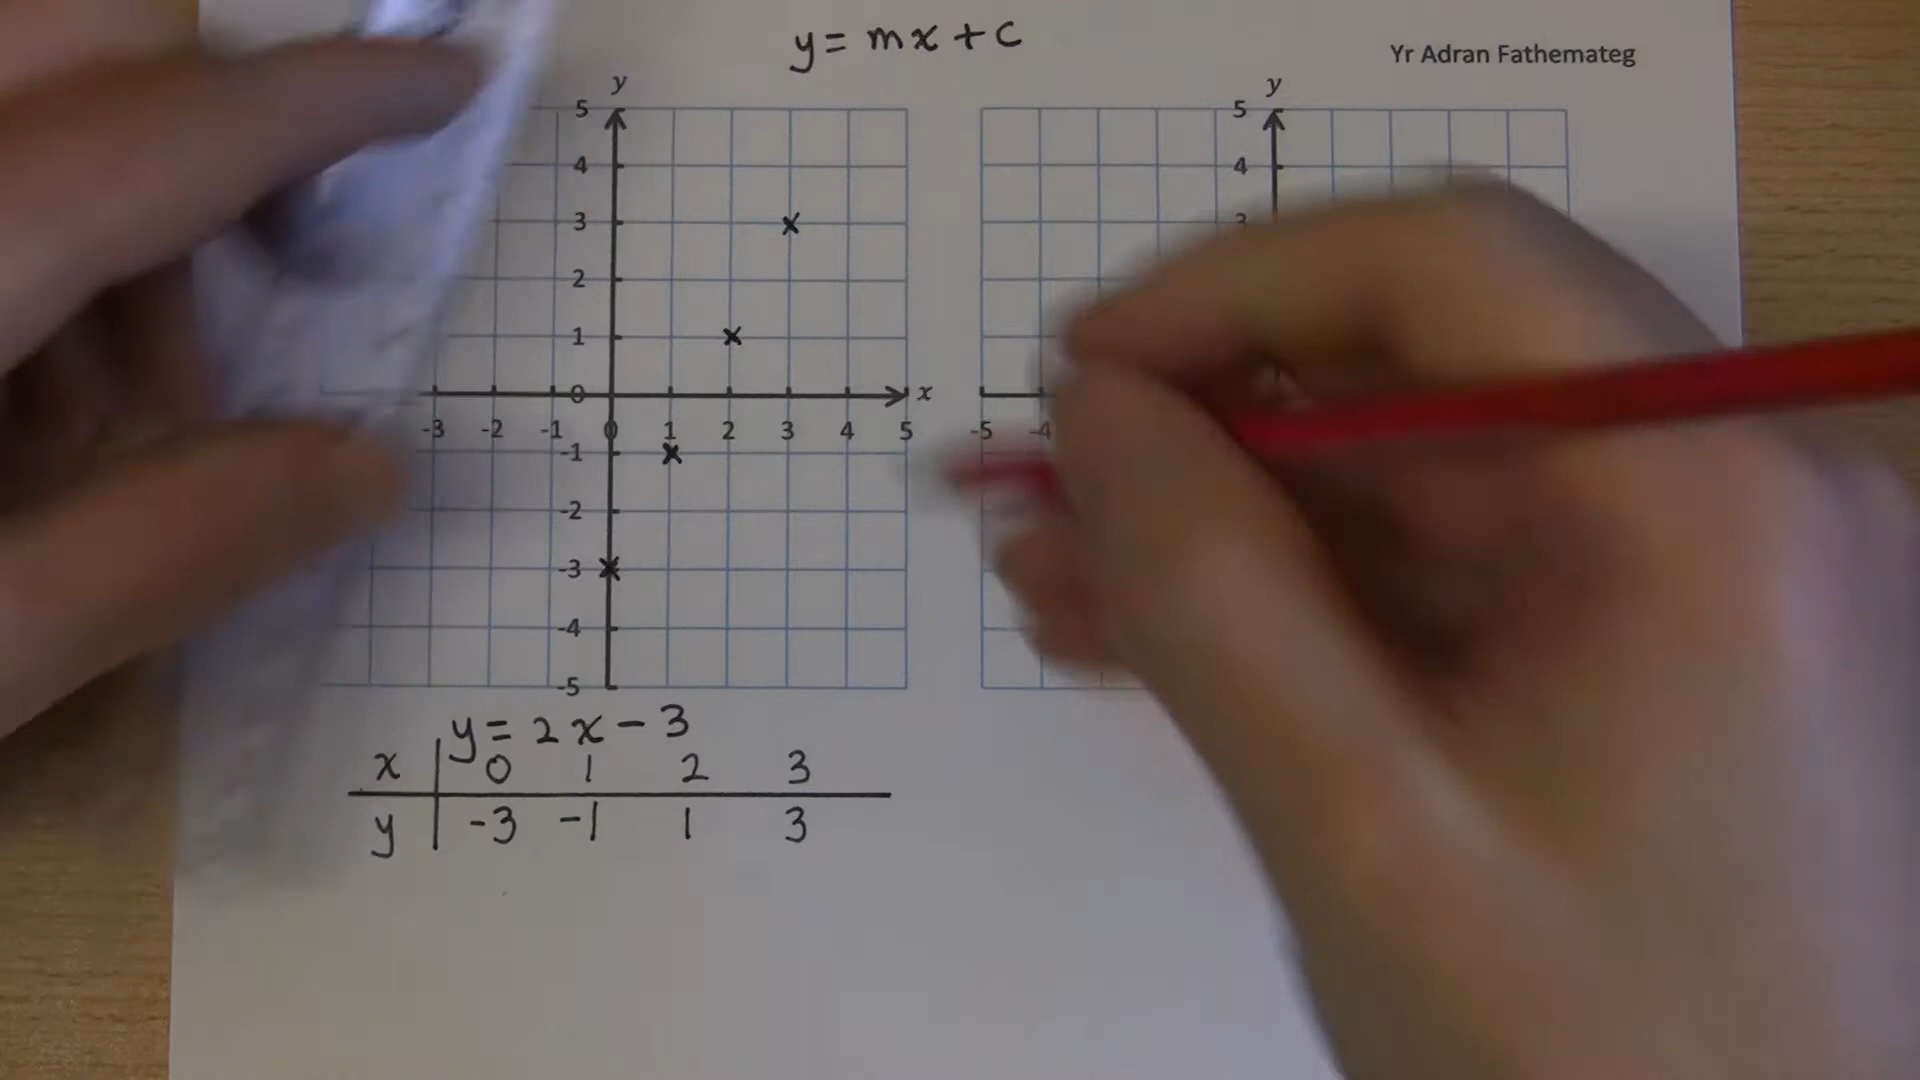 y = mx + c
Yr Adran Fathemateg
y
5
4
3
2
1
0
x
-3 -2 -1 0 1 2 3 4 5
-1
-2
-3
-4
-5
y
5
4
3
-5 -4
y = 2x - 3
x 0 1 2 3
y -3 -1 1 3